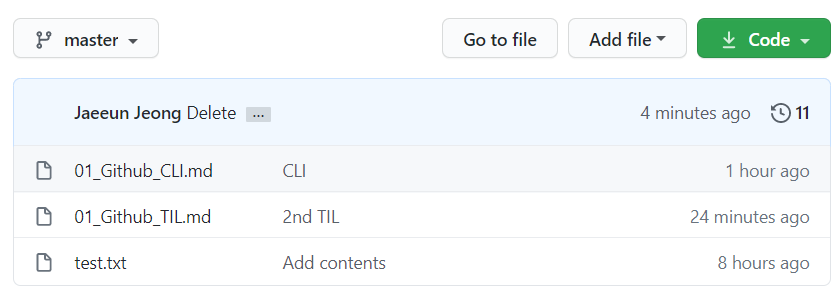 master Go to file Add file Code
Jaeeun Jeong Delete ... 4 minutes ago 11
01_Github_CLI.md CLI 1 hour ago
01_Github_TIL.md 2nd TIL 24 minutes ago
test.txt Add contents 8 hours ago